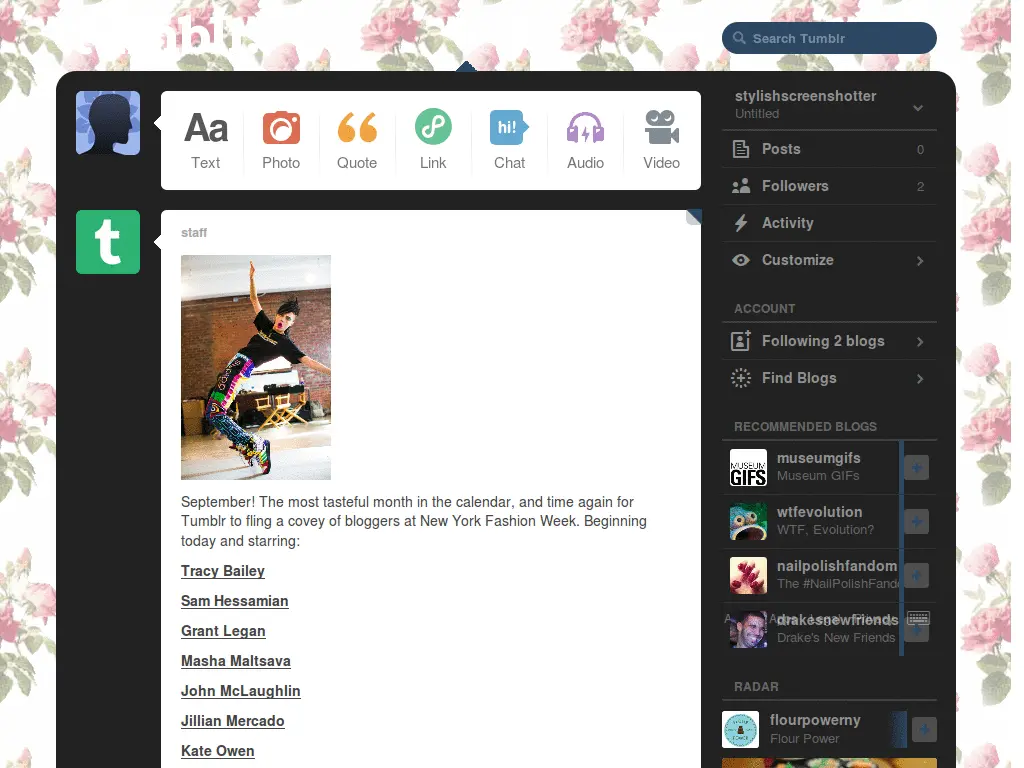 Search Tumblr
stylishscreenshotter
Untitled
Aa
hi!
Text
Photo
Quote
Link
Chat
Audio
Video
Posts
0
Followers
2
Activity
Customize
t
staff
September! The most tasteful month in the calendar, and time again for
Tumblr to fling a covey of bloggers at New York Fashion Week. Beginning
today and starring:
Tracy Bailey
Sam Hessamian
Grant Legan
Masha Maltsava
John McLaughlin
Jillian Mercado
Kate Owen
ACCOUNT
Following 2 blogs
Find Blogs
RECOMMENDED BLOGS
MUSEUM
GIFS
museumgifs
Museum GIFs
wtfevolution
WTF, Evolution?
nailpolishfandom
The #NailPolishFand
drakesnewfriends
Drake's New Friends
RADAR
flourpowerny
Flour Power